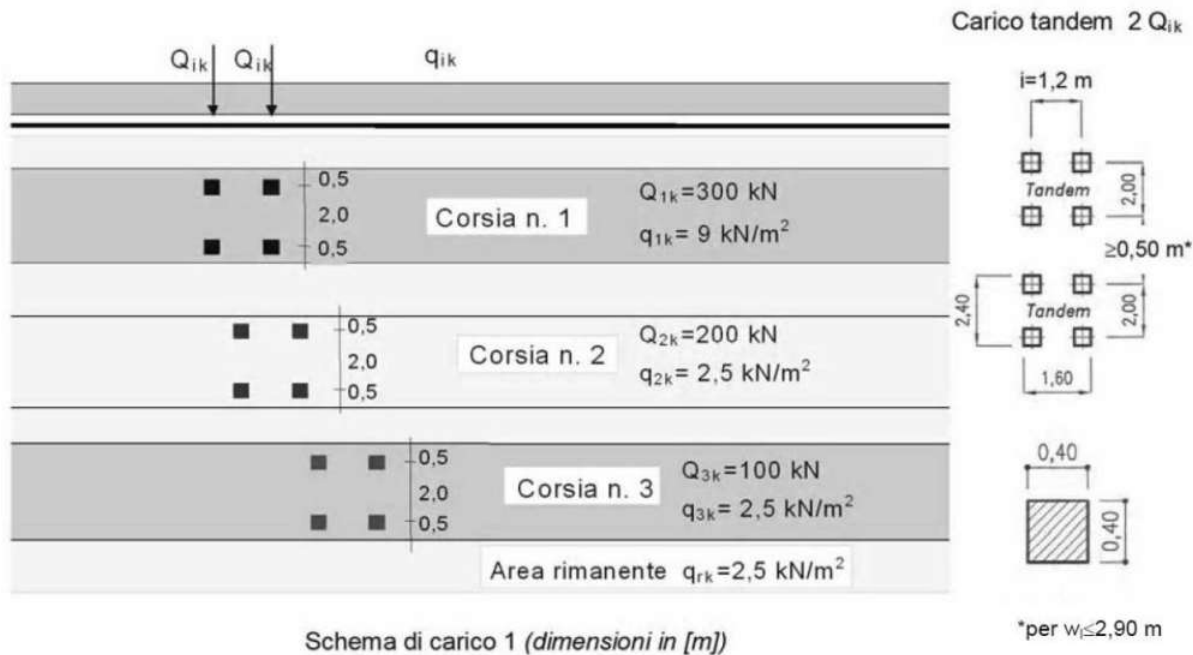 Carico tandem 2 Qik
Qik Qik qik
i=1,2 m
0,5
2,0
0,5
Corsia n. 1
Q1k=300 kN
q1k= 9 kN/m²
Tandem
2,00
≥0,50 m*
0,5
2,0
0,5
Corsia n. 2
Q2k=200 kN
q2k= 2,5 kN/m²
2,40
Tandem
2,00
1,60
0,5
2,0
0,5
Corsia n. 3
Q3k=100 kN
q3k= 2,5 kN/m²
0,40
0,40
Area rimanente qrk=2,5 kN/m²
Schema di carico 1 (dimensioni in [m])
*per wl≤2,90 m